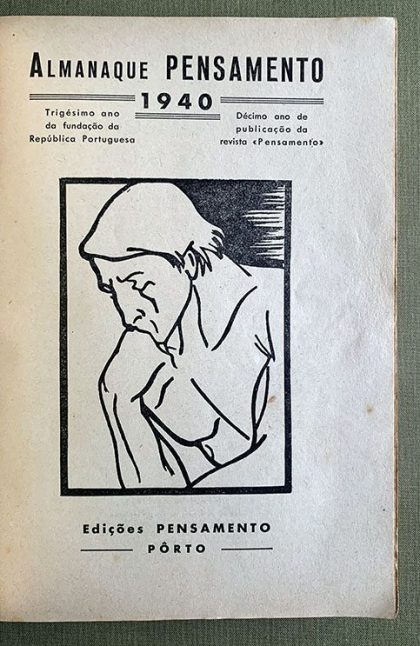 ALMANAQUE PENSAMENTO
1940
Trigésimo ano
da fundação da
República Portuguesa
Décimo ano de
publicação da
revista «Pensamento»
Edições PENSAMENTO
PÔRTO